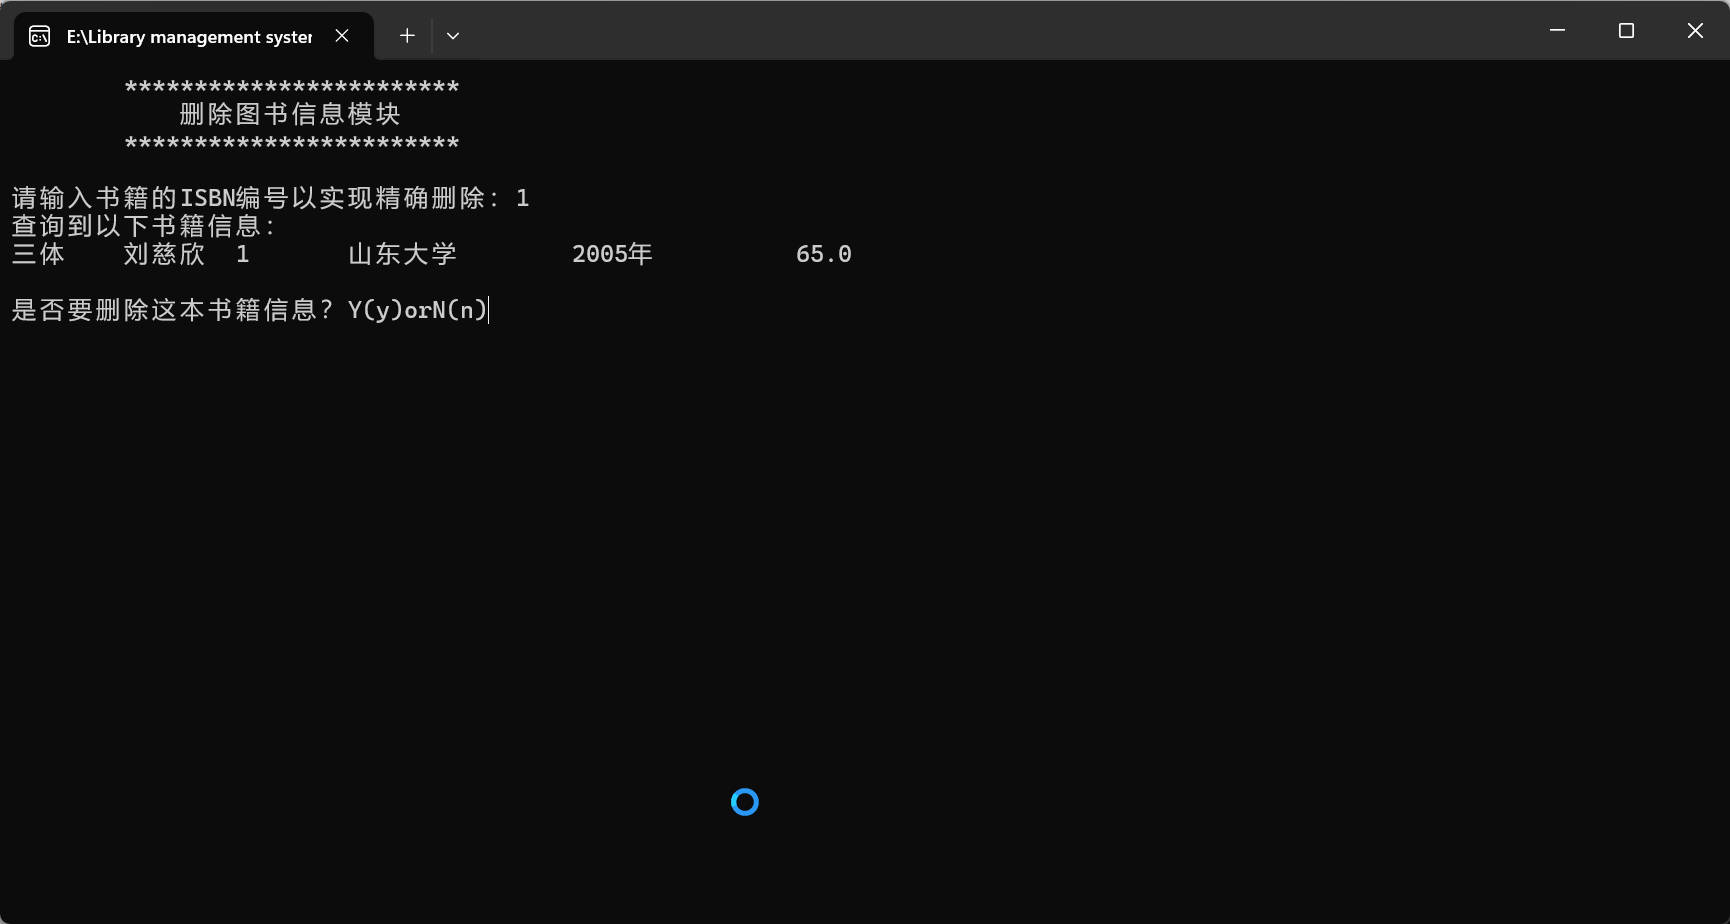 E:\Library management syster
************************
删除图书信息模块
************************
请输入书籍的ISBN编号以实现精确删除：1
查询到以下书籍信息：
三体 刘慈欣 1 山东大学 2005年 65.0
是否要删除这本书籍信息？Y(y)orN(n)